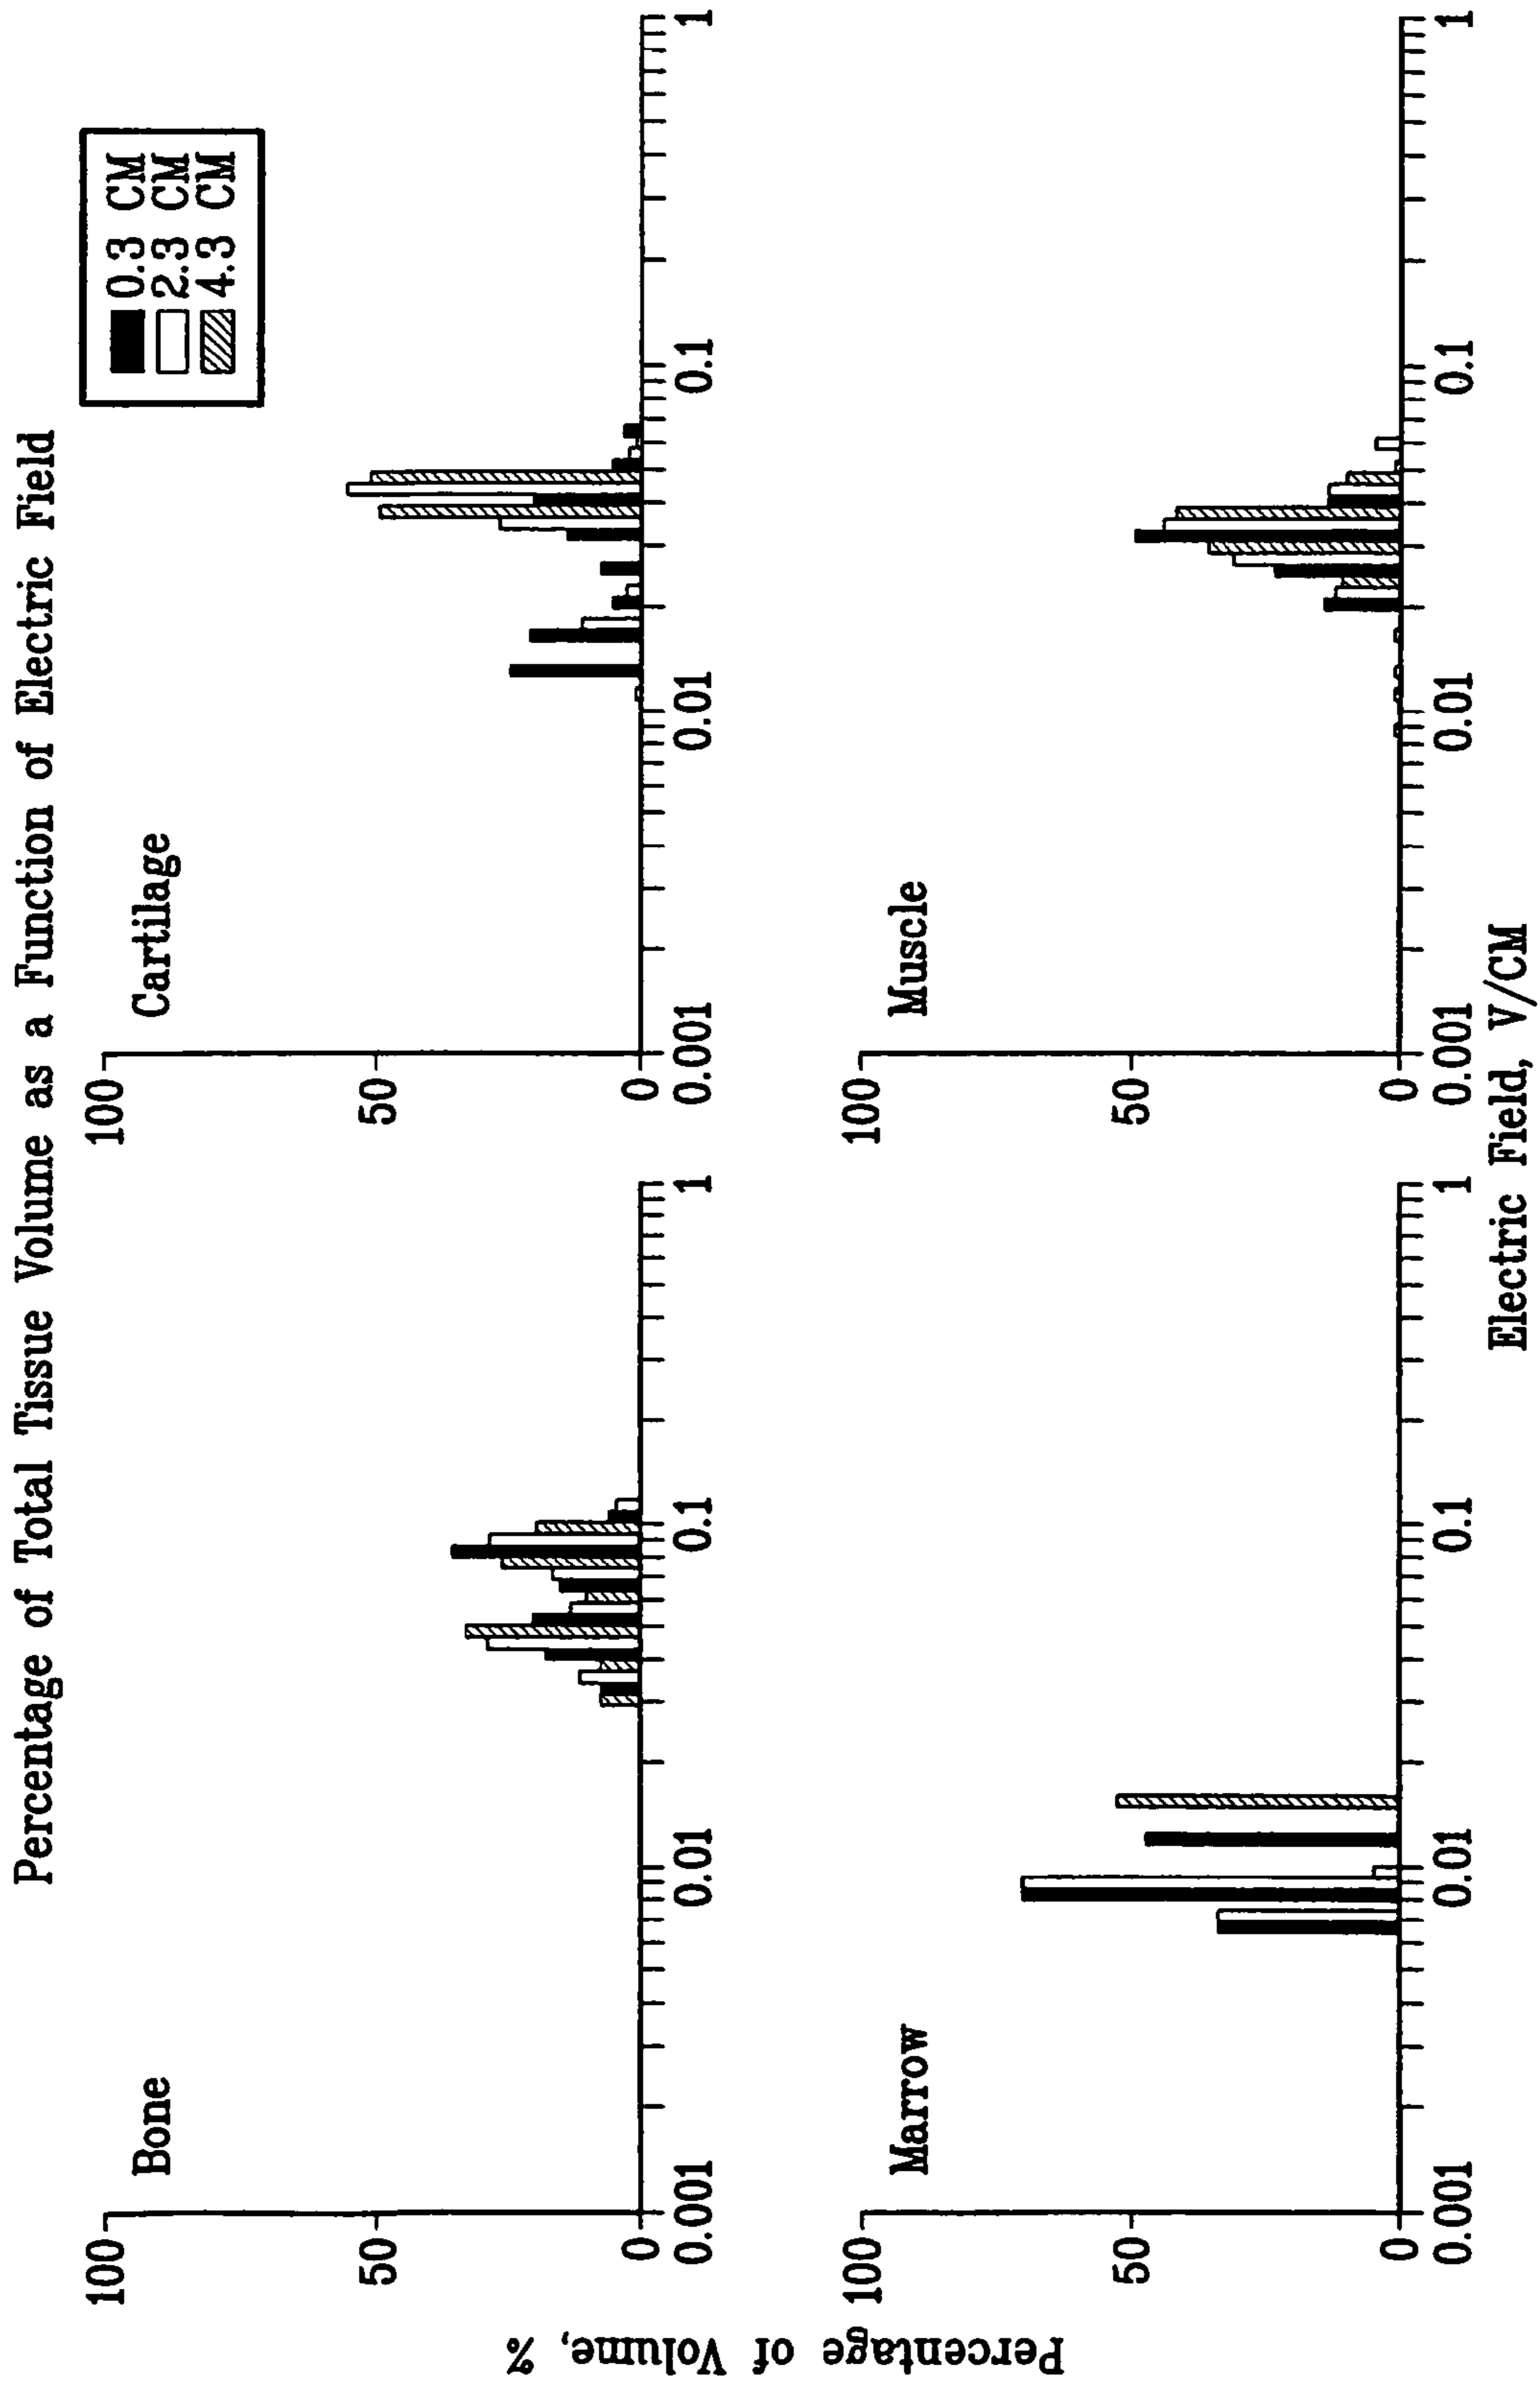 Percentage of Total Tissue Volume as a Function of Electric Field
0.3 CM
2.3 CM
4.3 CM
Percentage of Volume, %
Bone
100
50
0
0.001
0.01
0.1
1
Cartilage
100
50
0
0.001
0.01
0.1
1
Marrow
100
50
0
0.001
0.01
0.1
1
Muscle
100
50
0
0.001
0.01
0.1
1
Electric Field, V/CM